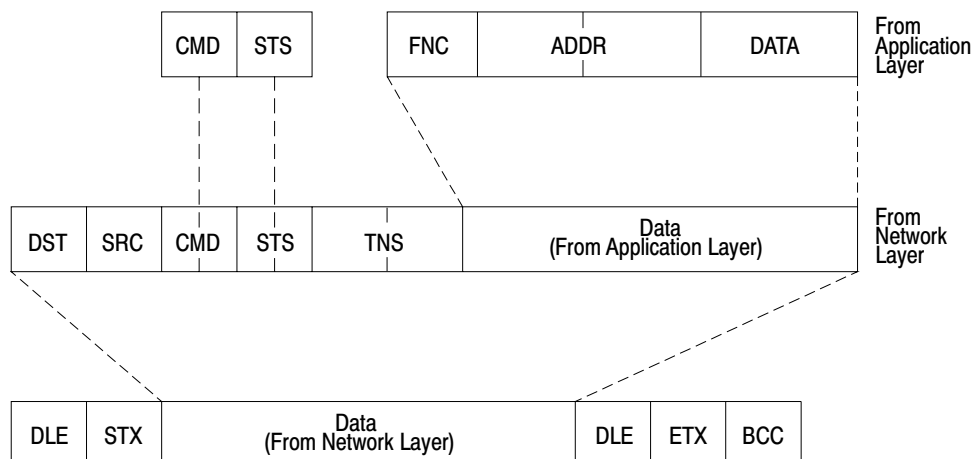 CMD STS FNC ADDR DATA
From
Application
Layer
DST SRC CMD STS TNS Data
(From Application Layer)
From
Network
Layer
DLE STX Data
(From Network Layer)
DLE ETX BCC